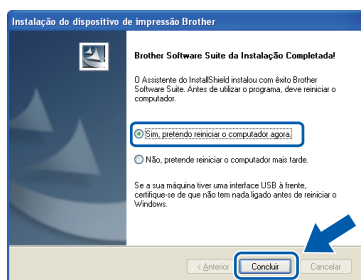 Instalação do dispositivo de impressão Brother
Brother Software Suite da Instalação Completada!
O Assistente do InstallShield instalou com êxito Brother
Software Suite. Antes de utilizar o programa, deve reiniciar o
computador.
Sim, pretendo reiniciar o computador agora.
Não, pretende reiniciar o computador mais tarde.
Se a sua máquina tiver uma interface USB à frente,
certifique-se de que não tem nada ligado antes de reiniciar o
Windows.
< Anterior Concluir Cancelar